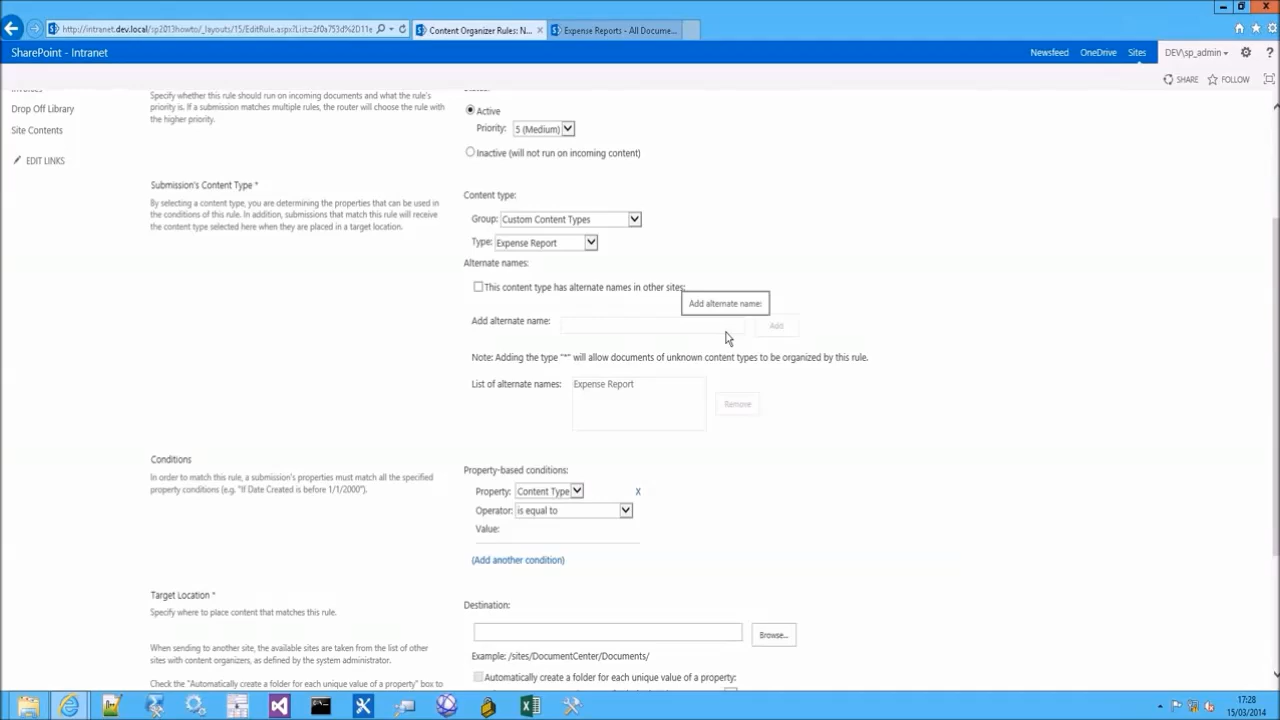 http://intranet.dev.local/sp2013howto/_layouts/15/EditRule.aspx?List=2f0a753d%2D11e
Content Organizer Rules: N...
Expense Reports - All Docume...
SharePoint - Intranet
Newsfeed
OneDrive
Sites
DEV\sp_admin
SHARE
FOLLOW
Drop Off Library
Site Contents
EDIT LINKS
Specify whether this rule should run on incoming documents and what the rule's
priority is. If a submission matches multiple rules, the router will choose the rule with
the higher priority.
Active
Priority: 5 (Medium)
Inactive (will not run on incoming content)
Submission's Content Type *
By selecting a content type, you are determining the properties that can be used in
the conditions of this rule. In addition, submissions that match this rule will receive
the content type selected here when they are placed in a target location.
Content type:
Group: Custom Content Types
Type: Expense Report
Alternate names:
This content type has alternate names in other sites:
Add alternate name:
Add alternate name:
Add
Note: Adding the type "*" will allow documents of unknown content types to be organized by this rule.
List of alternate names:
Expense Report
Remove
Conditions
In order to match this rule, a submission's properties must match all the specified
property conditions (e.g. "If Date Created is before 1/1/2000").
Property-based conditions:
Property: Content Type
X
Operator: is equal to
Value:
(Add another condition)
Target Location *
Specify where to place content that matches this rule.
When sending to another site, the available sites are taken from the list of other
sites with content organizers, as defined by the system administrator.
Check the "Automatically create a folder for each unique value of a property" box to
Destination:
Browse...
Example: /sites/DocumentCenter/Documents/
Automatically create a folder for each unique value of a property:
17:28
15/03/2014